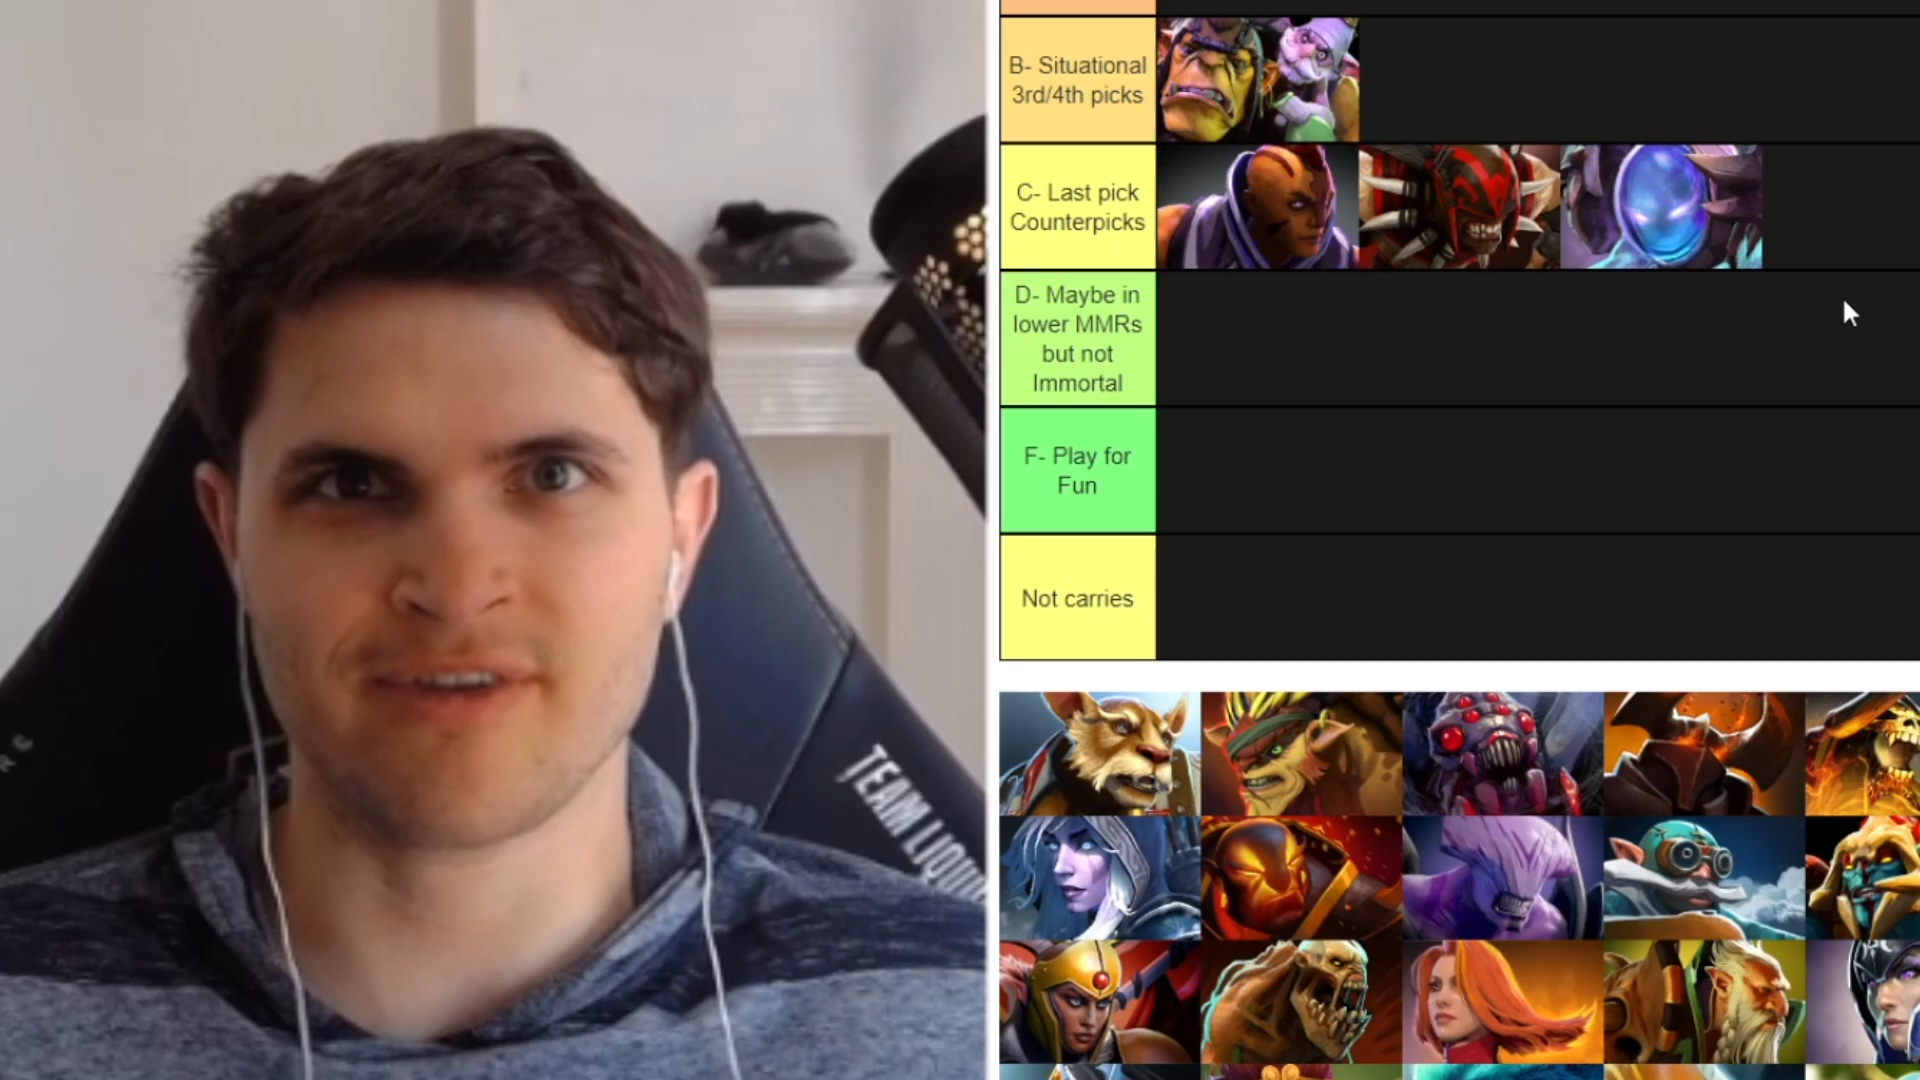 B- Situational
3rd/4th picks
C- Last pick
Counterpicks
D- Maybe in
lower MMRs
but not
Immortal
F- Play for
Fun
Not carries
TEAM